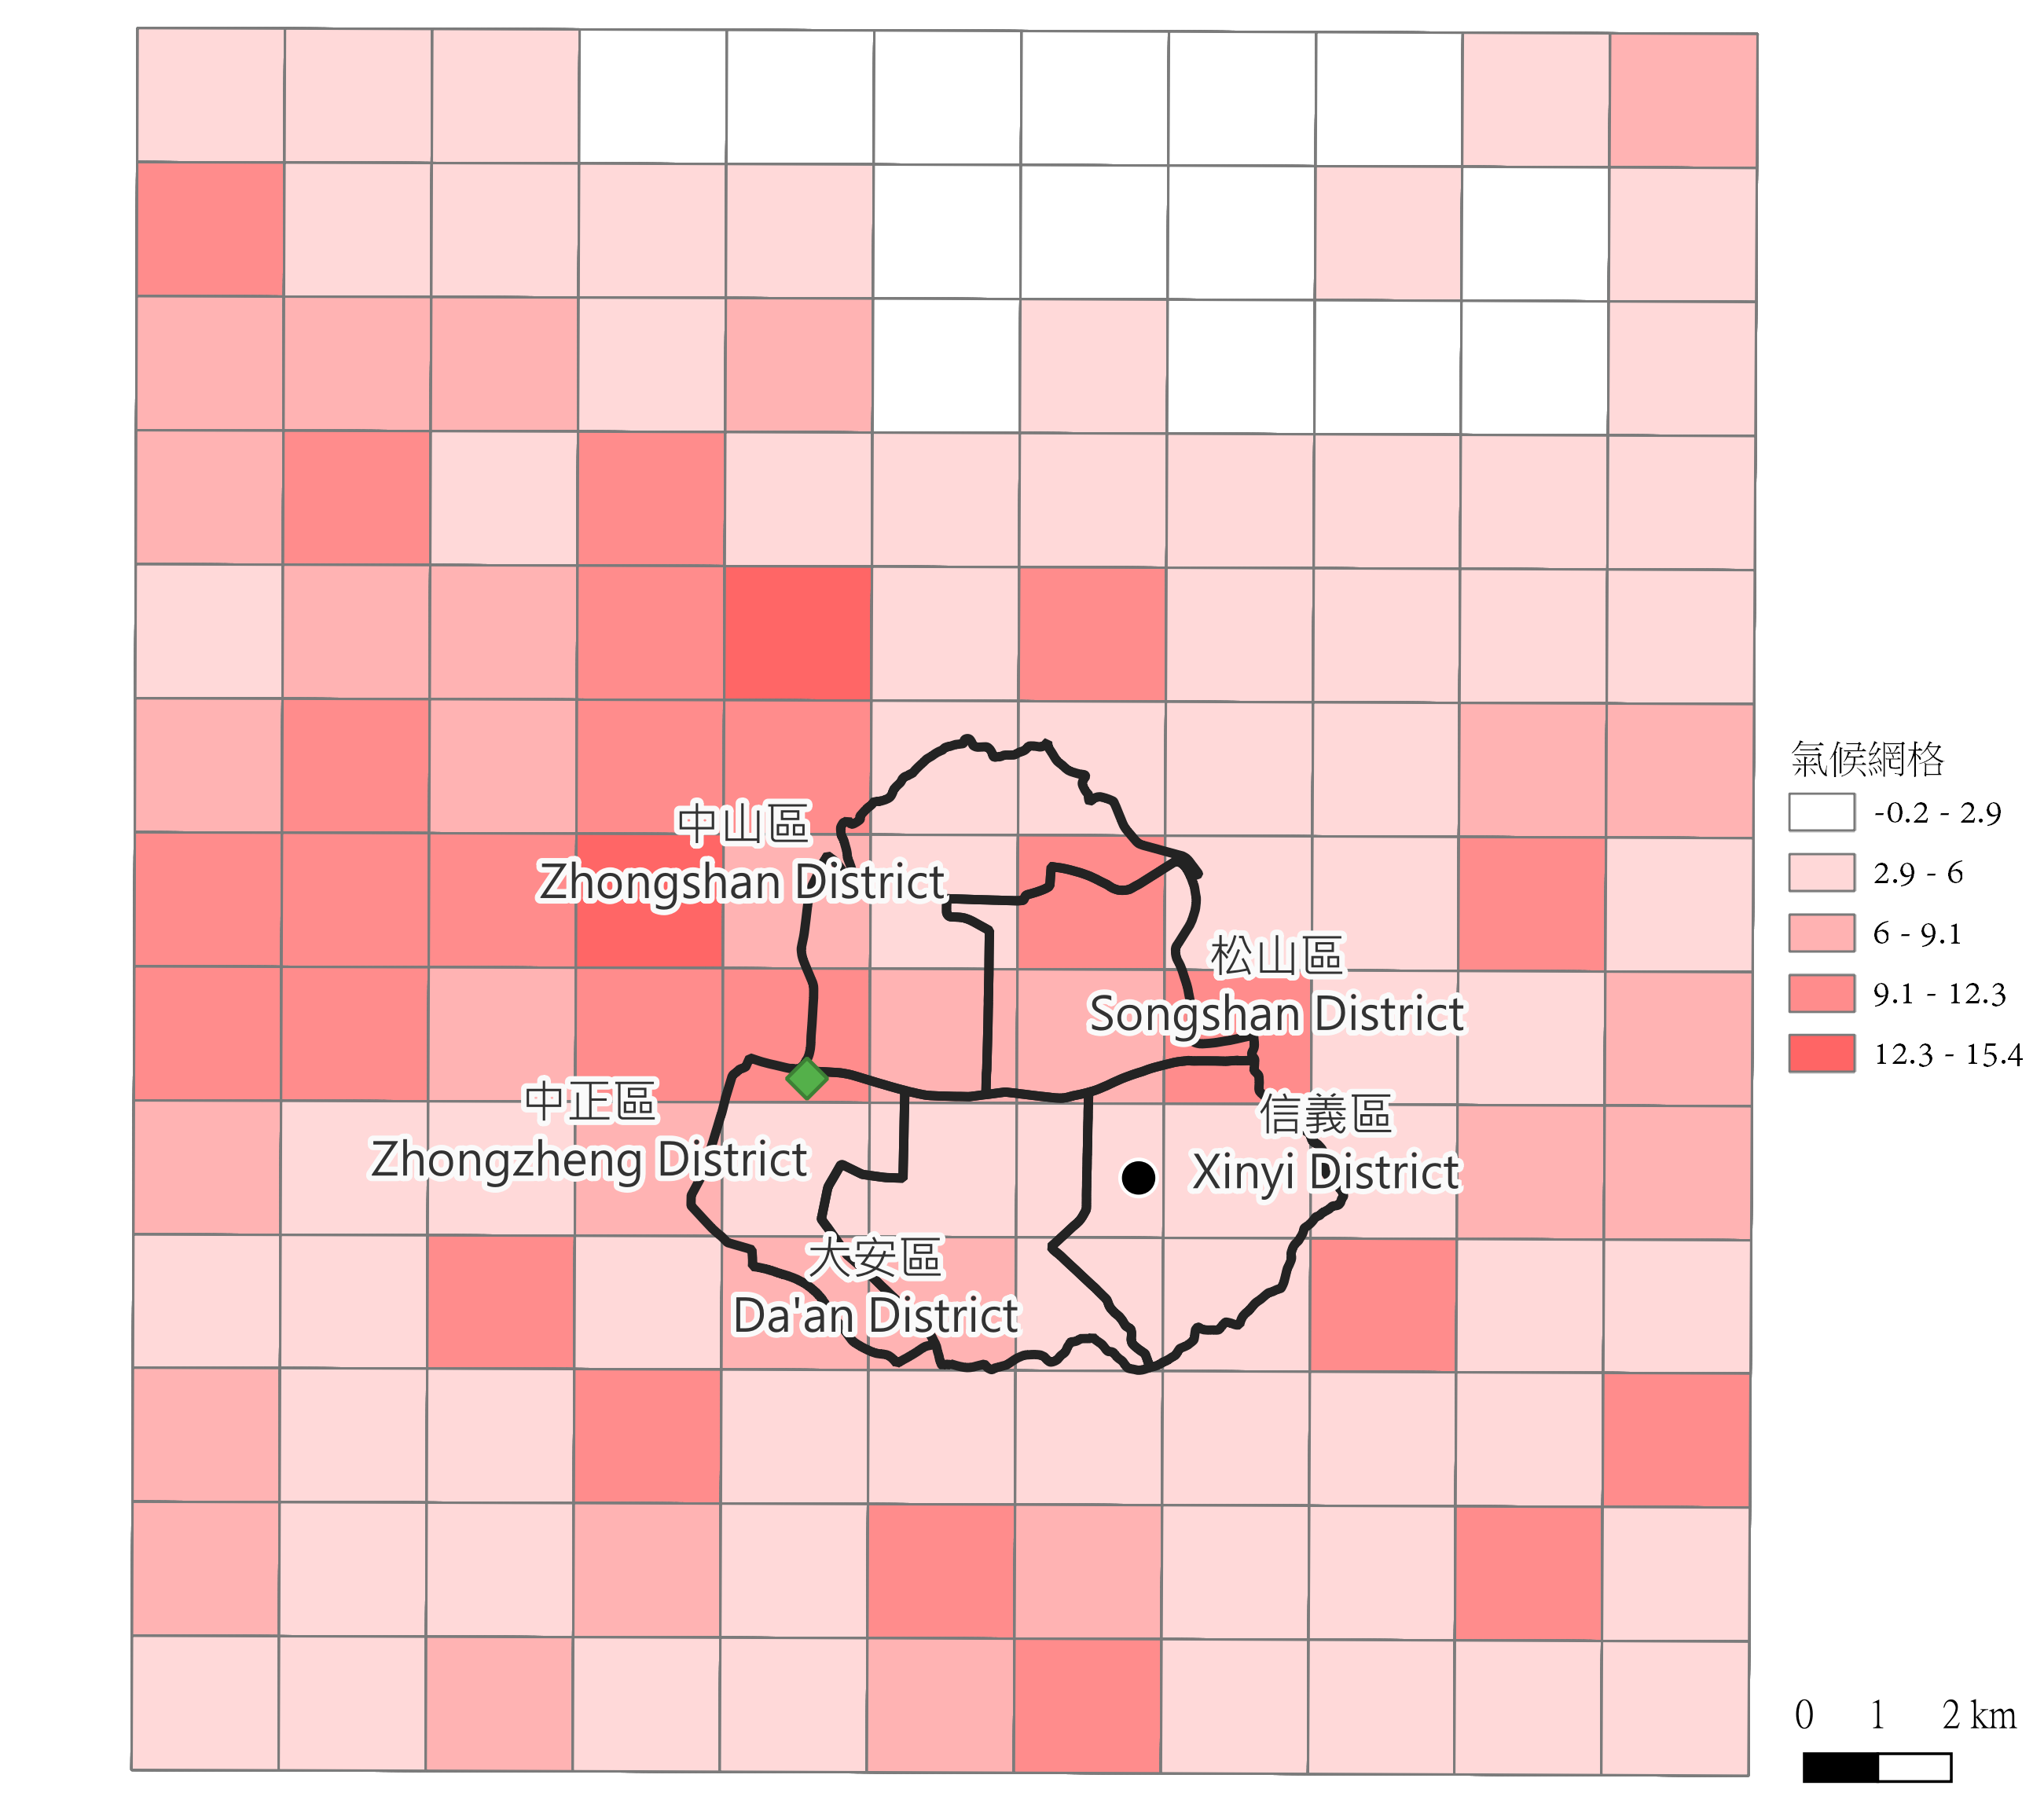 中山區
Zhongshan District
松山區
Songshan District
中正區
Zhongzheng District
信義區
Xinyi District
大安區
Da'an District
氣候網格
-0.2 - 2.9
2.9 - 6
6 - 9.1
9.1 - 12.3
12.3 - 15.4
0 1 2 km